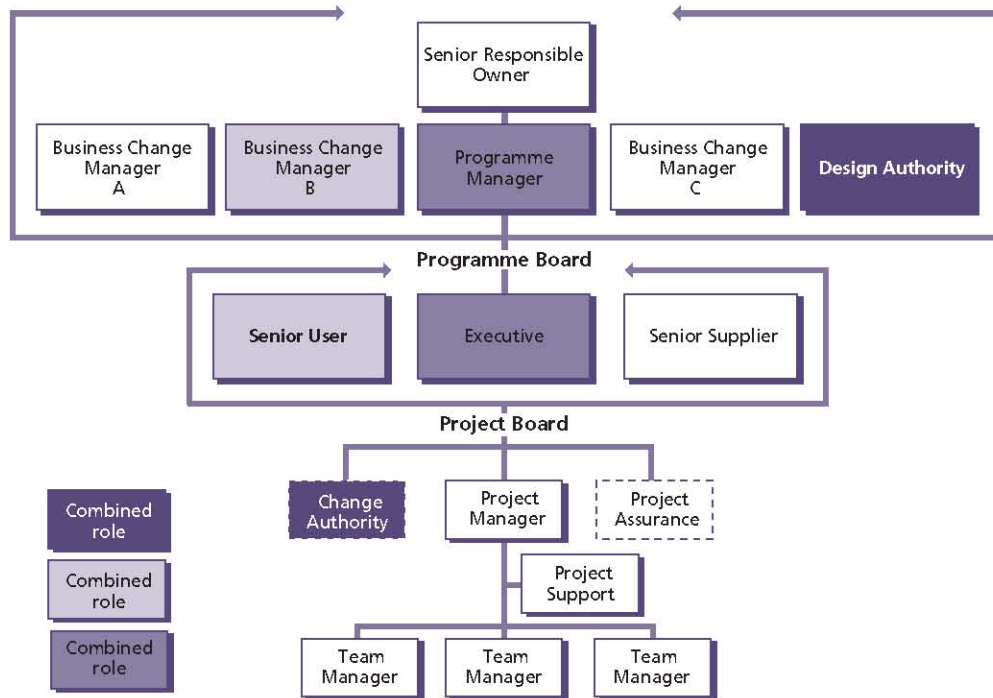 Senior Responsible
Owner
Business Change
Manager
A
Business Change
Manager
B
Programme
Manager
Business Change
Manager
C
Design Authority
Programme Board
Senior User
Executive
Senior Supplier
Project Board
Change
Authority
Project
Manager
Project
Assurance
Project
Support
Team
Manager
Team
Manager
Team
Manager
Combined
role
Combined
role
Combined
role